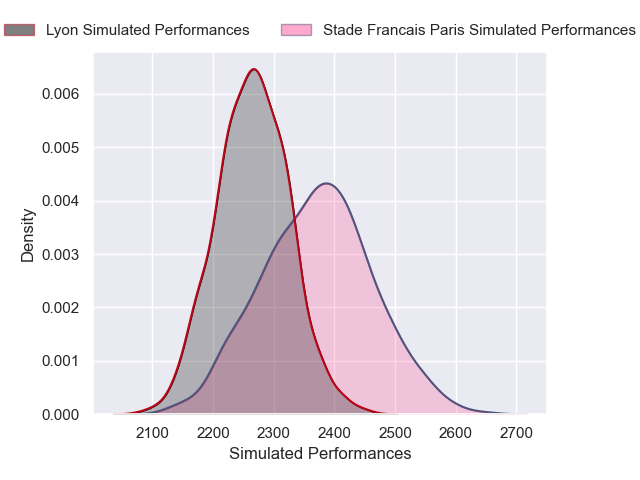 Lyon Simulated Performances
Stade Francais Paris Simulated Performances
0.006
0.005
0.004
0.003
0.002
0.001
0.000
Density
2100 2200 2300 2400 2500 2600 2700
Simulated Performances